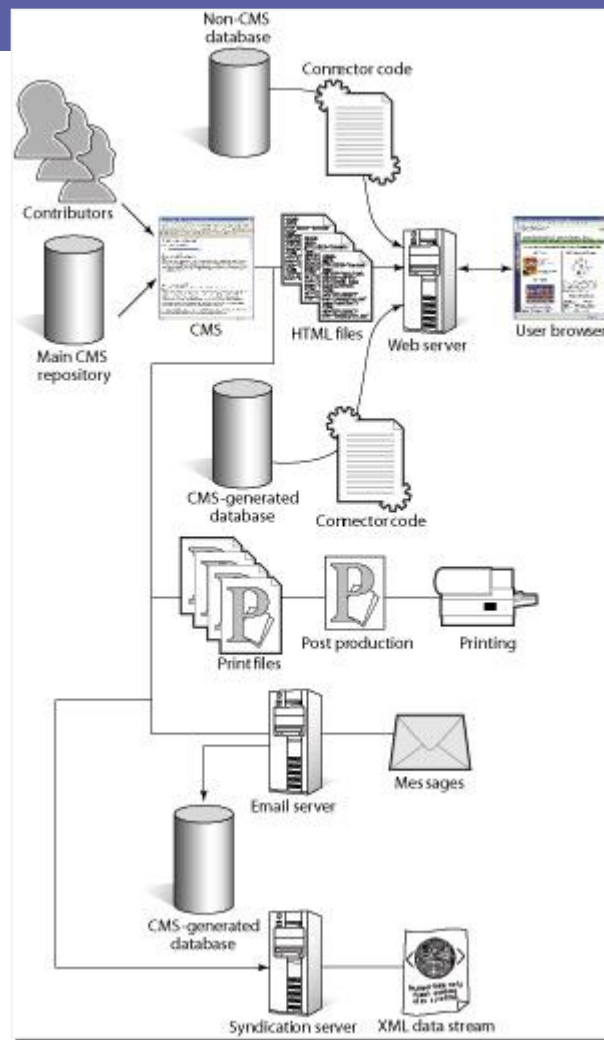 Non-CMS
database
Connector code
Contributors
CMS
HTML files
Web server
User browser
Main CMS
repository
CMS-generated
database
Connector code
Print files
Post production
Printing
Email server
Messages
CMS-generated
database
Syndication server
XML data stream